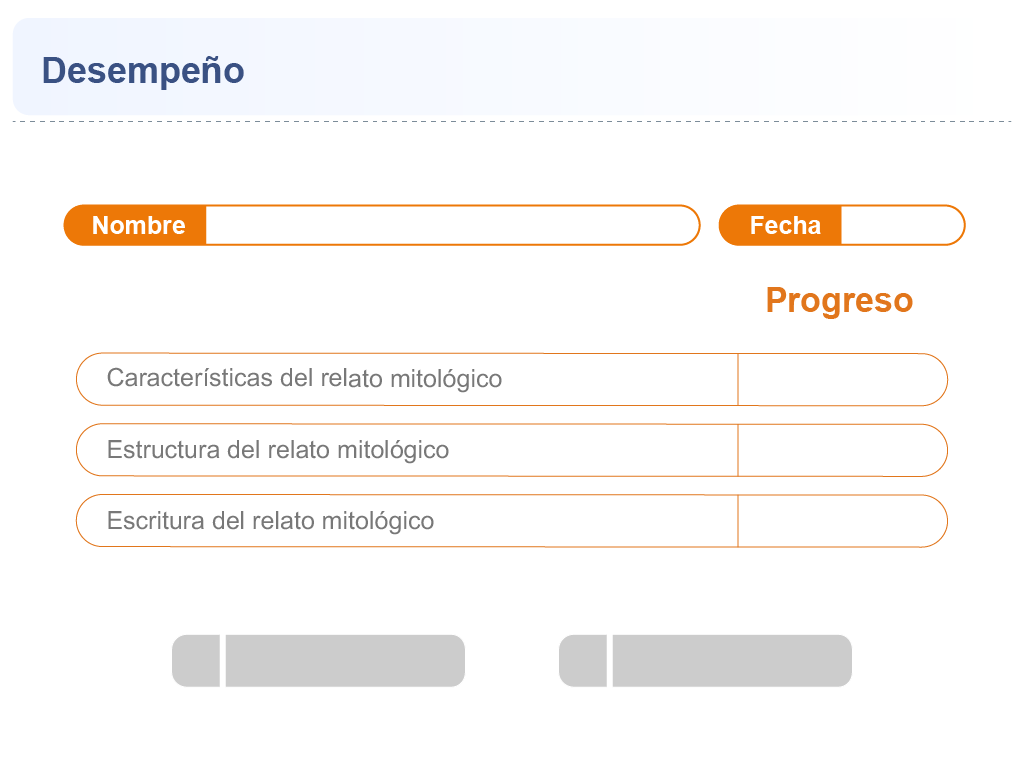 Desempeño
Nombre
Fecha
Progreso
Características del relato mitológico
Estructura del relato mitológico
Escritura del relato mitológico